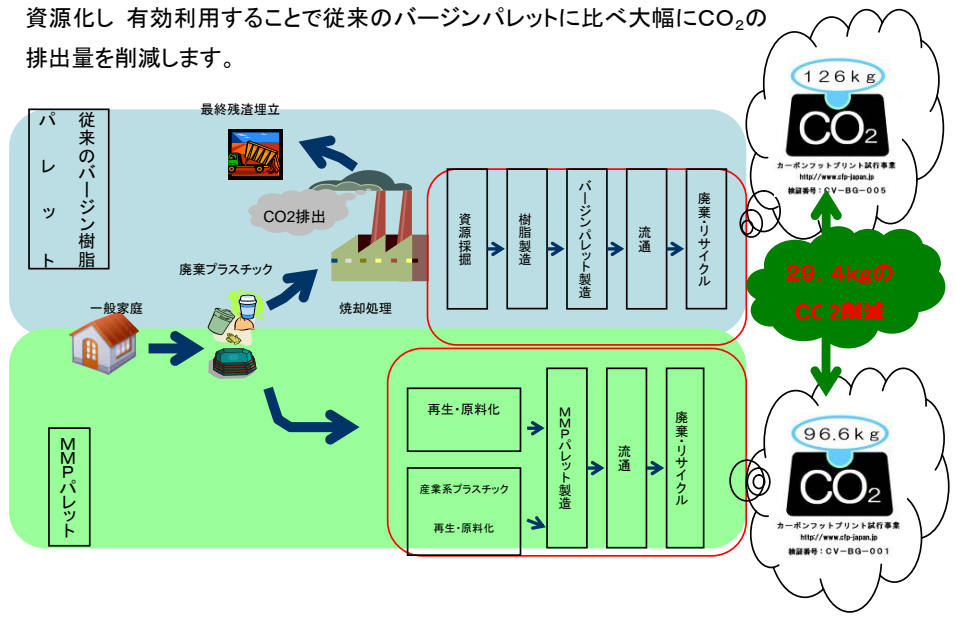 資源化し 有効利用することで従来のバージンパレットに比べ大幅にCO₂の
排出量を削減します。
126kg
CO₂
カーボンフットプリント試行事業
http://www.cfp-japan.jp
検証番号：CV-BG-005
従来のバージン樹脂
パレット
最終残渣埋立
CO2排出
廃棄プラスチック
一般家庭
焼却処理
資源採掘
樹脂製造
バージンパレット製造
流通
廃棄・リサイクル
29.4kgの
CO2削減
MMPパレット
再生・原料化
産業系プラスチック
再生・原料化
MMPパレット製造
流通
廃棄・リサイクル
96.6kg
CO₂
カーボンフットプリント試行事業
http://www.cfp-japan.jp
検証番号：CV-BG-001